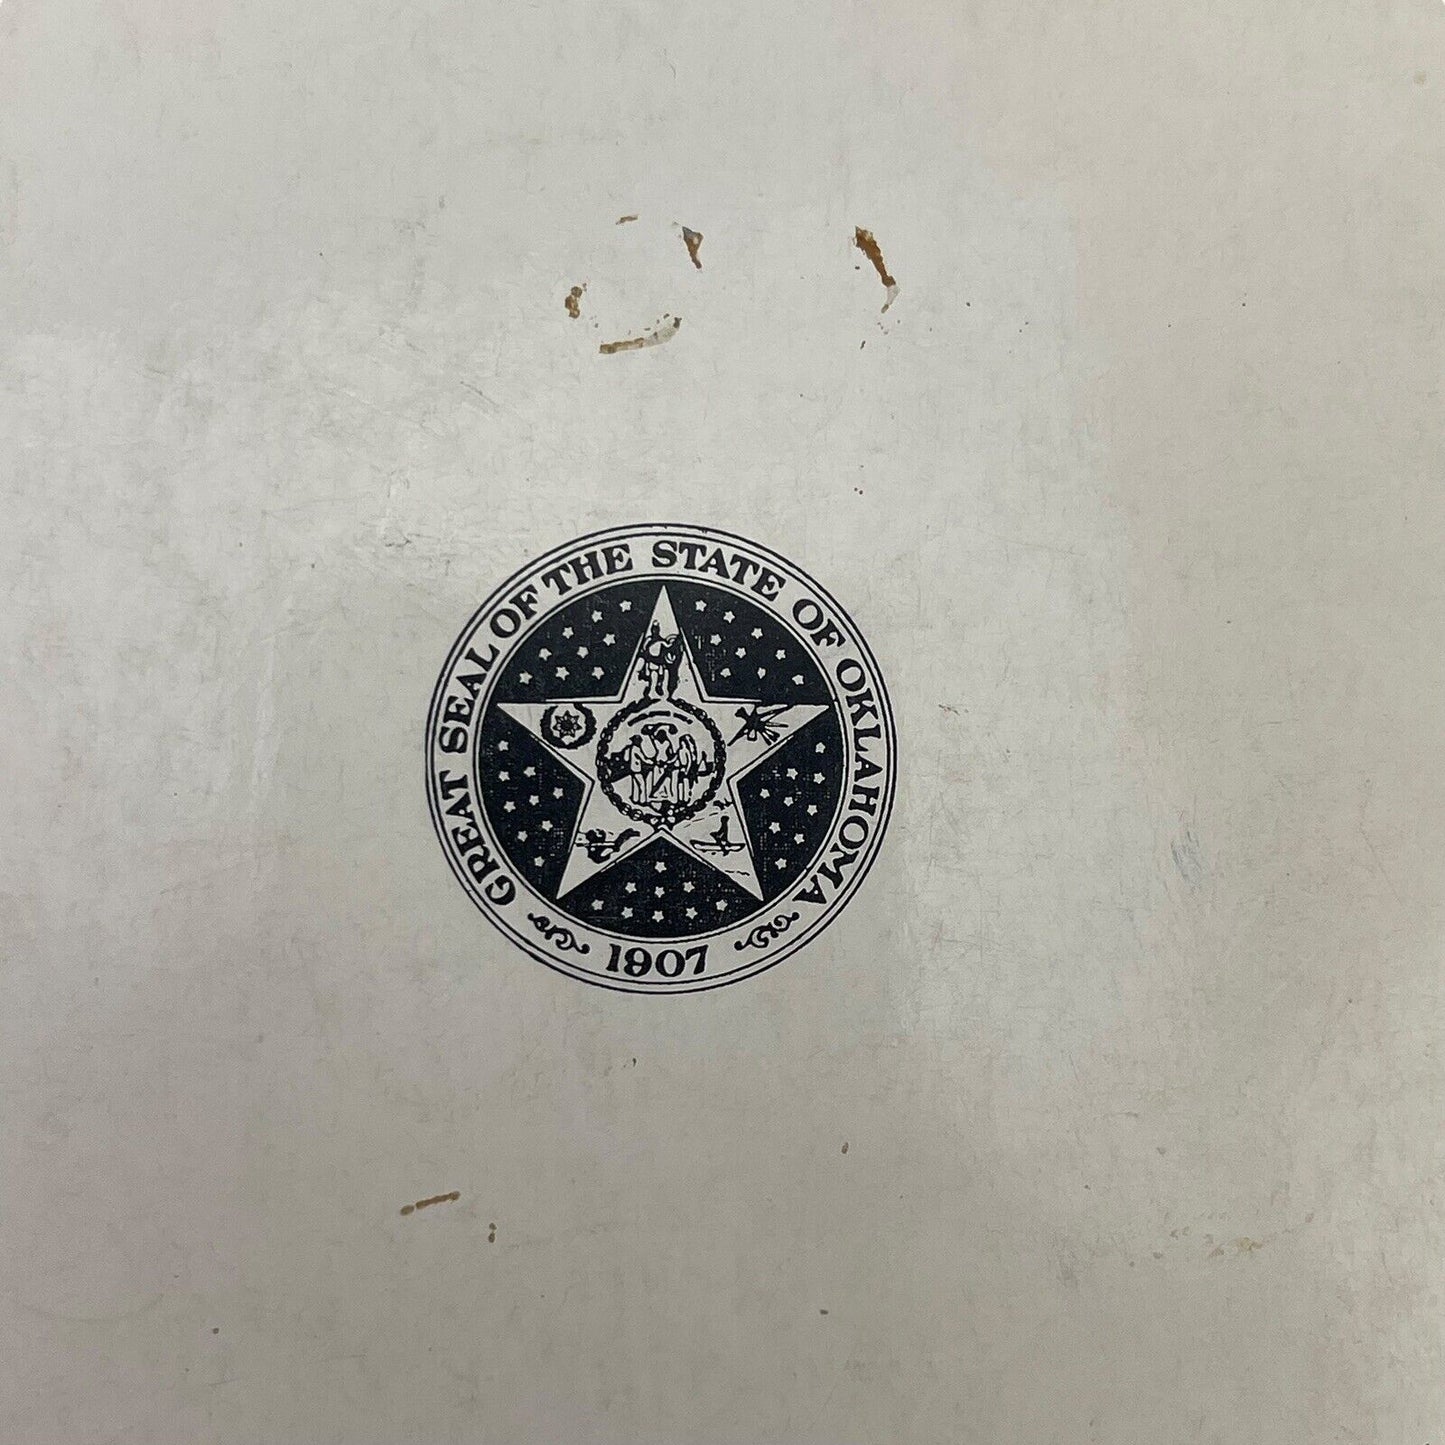 GREAT SEAL OF THE STATE OF OKLAHOMA
1907